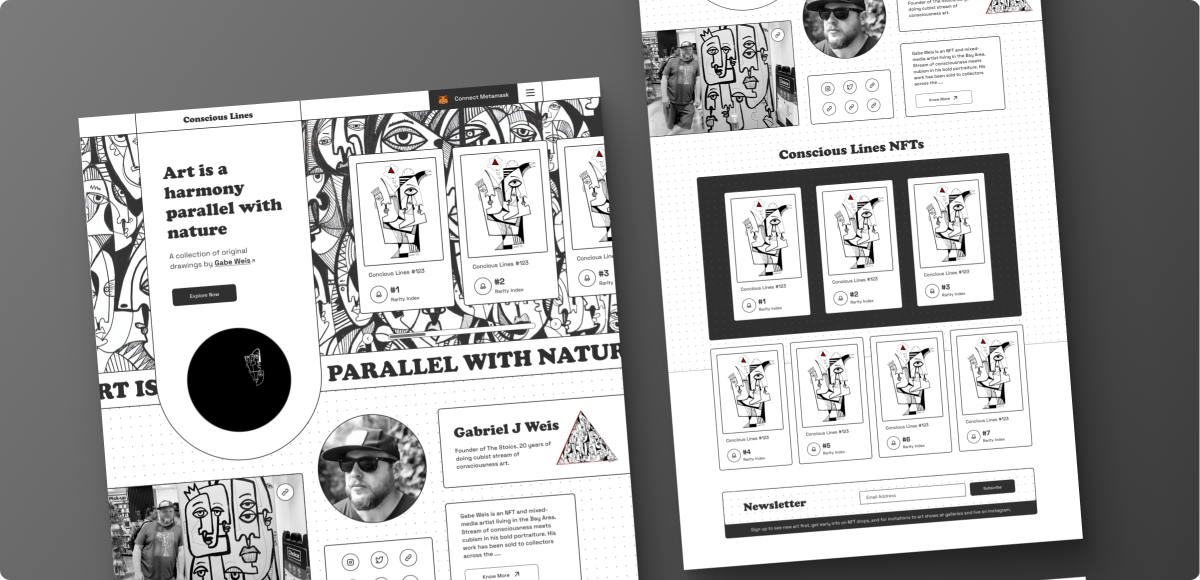 Conscious Lines
Connect Metamask
Art is a
harmony
parallel with
nature
A collection of original
drawings by Gabe Weis
Explore Now
Concious Lines #123
#1
Rarity Index
Concious Lines #123
#2
Rarity Index
Concious Lines
#3
Rarity
RT IS
PARALLEL WITH NATUR
Gabriel J Weis
Founder of The Stoics, 20 years of
doing cubist stream of
consciousness art.
Pick-up
Gabe Weis is an NFT and mixed-
media artist living in the Bay Area.
Stream of consciousness meets
cubism in his bold portraiture. His
work has been sold to collectors
across the ....
Know More
doing cubist stream of
consciousness art.
Gabe Weis is an NFT and mixed-
media artist living in the Bay Area.
Stream of consciousness meets
cubism in his bold portraiture. His
work has been sold to collectors
across the ....
Know More
Conscious Lines NFTs
Concious Lines #123
#1
Rarity Index
Concious Lines #123
#2
Rarity Index
Concious Lines #123
#3
Rarity Index
Concious Lines #123
#4
Rarity Index
Concious Lines #123
#5
Rarity Index
Concious Lines #123
#6
Rarity Index
Concious Lines #123
#7
Rarity Index
Newsletter
Email Address
Subscribe
Sign up to see new art first, get early info on NFT drops, and for invitations to art shows at galleries and live on Instagram.